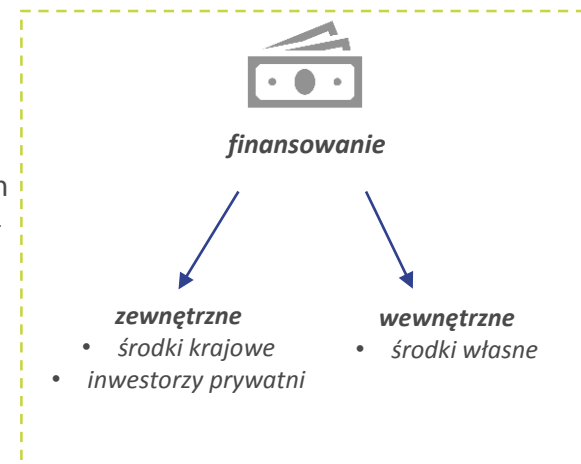 finansowanie
zewnętrzne
• środki krajowe
• inwestorzy prywatni
wewnętrzne
• środki własne